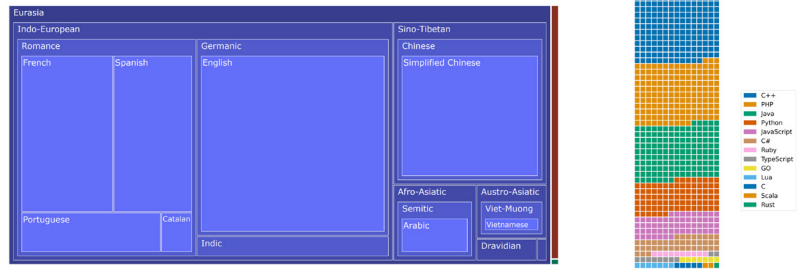 Eurasia
Indo-European
Romance
French
Spanish
Portuguese
Catalan
Germanic
English
Indic
Sino-Tibetan
Chinese
Simplified Chinese
Afro-Asiatic
Semitic
Arabic
Austro-Asiatic
Viet-Muong
Vietnamese
Dravidian
C++
PHP
Java
Python
JavaScript
C#
Ruby
TypeScript
GO
Lua
C
Scala
Rust